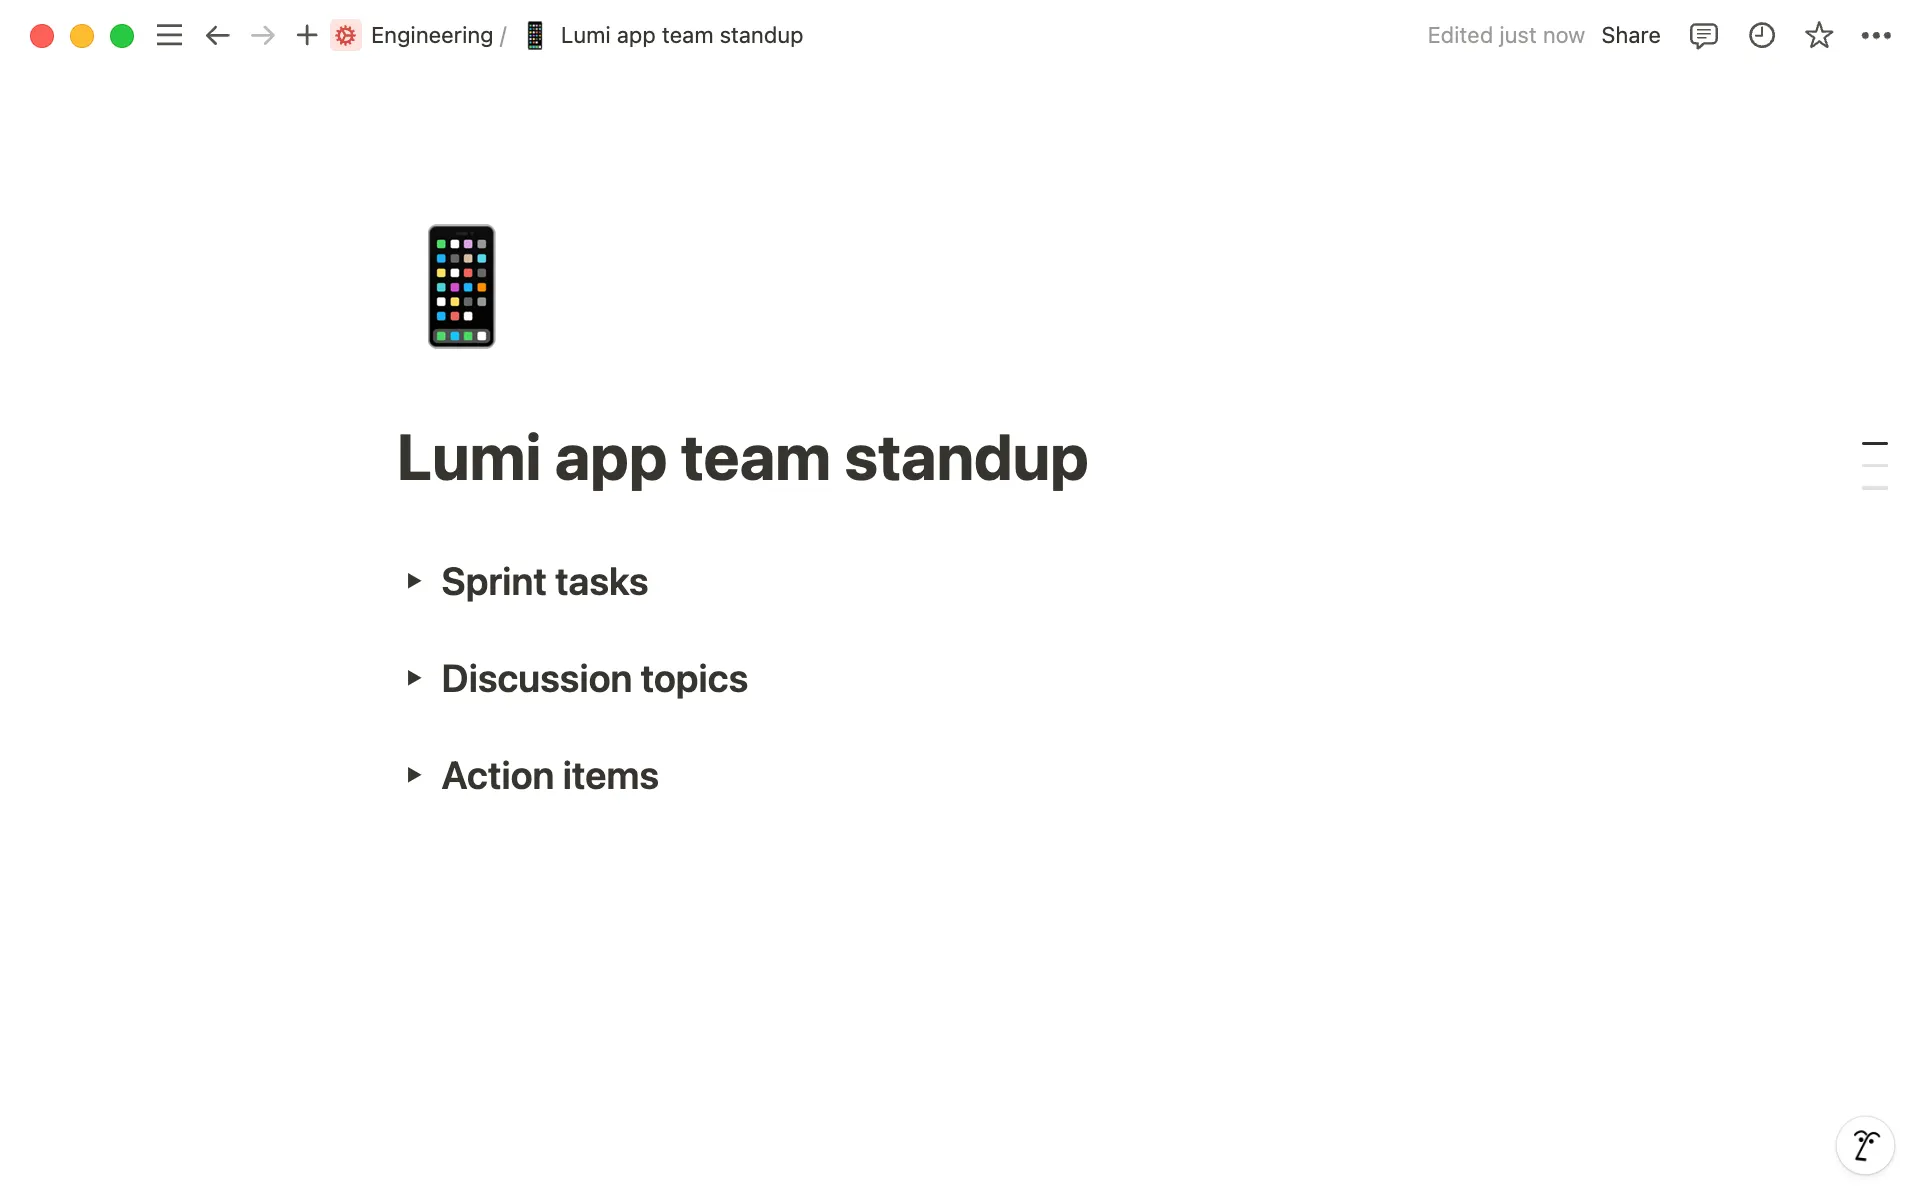 Engineering / Lumi app team standup
Edited just now Share
Lumi app team standup
Sprint tasks
Discussion topics
Action items